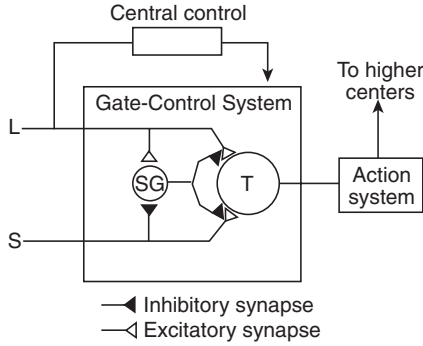 Central control
To higher
centers
Gate-Control System
L
SG
T
Action
system
S
Inhibitory synapse
Excitatory synapse